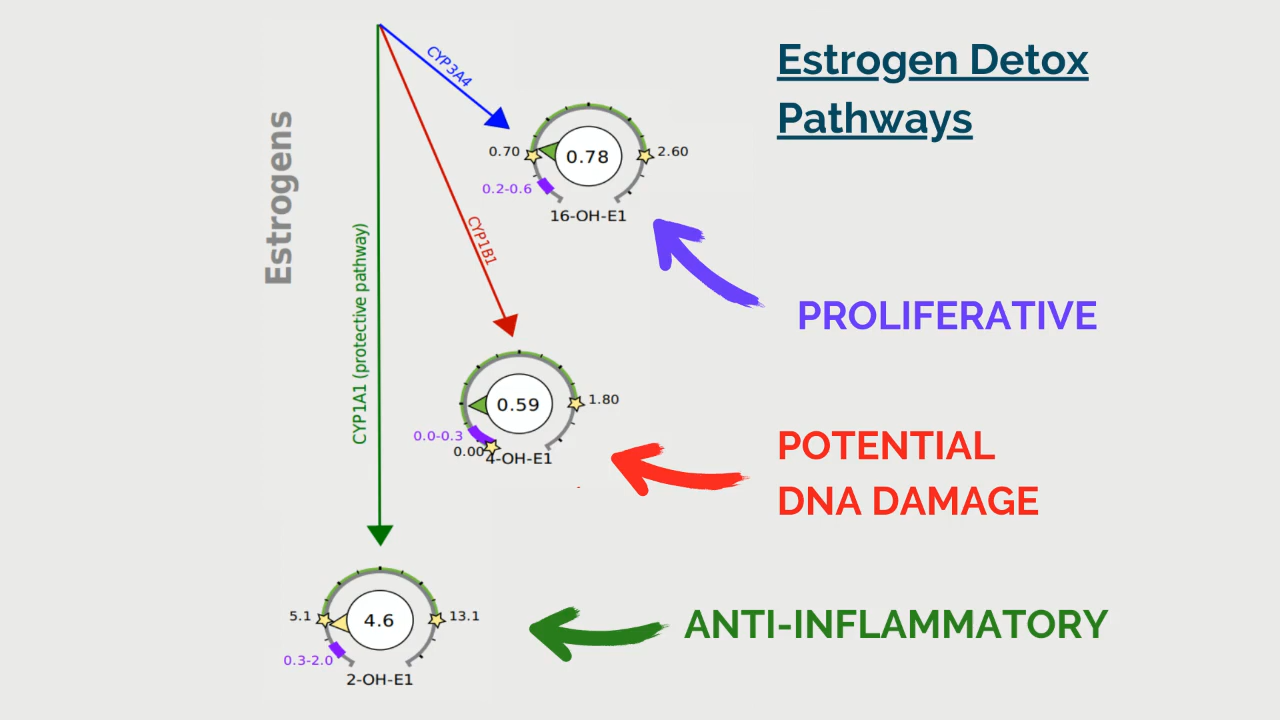 Estrogen Detox
Pathways
Estrogens
CYP3A4
CYP1B1
CYP1A1 (protective pathway)
0.70
0.78
2.60
0.2-0.6
16-OH-E1
PROLIFERATIVE
0.59
1.80
0.0-0.3
0.00
4-OH-E1
POTENTIAL
DNA DAMAGE
5.1
4.6
13.1
0.3-2.0
2-OH-E1
ANTI-INFLAMMATORY